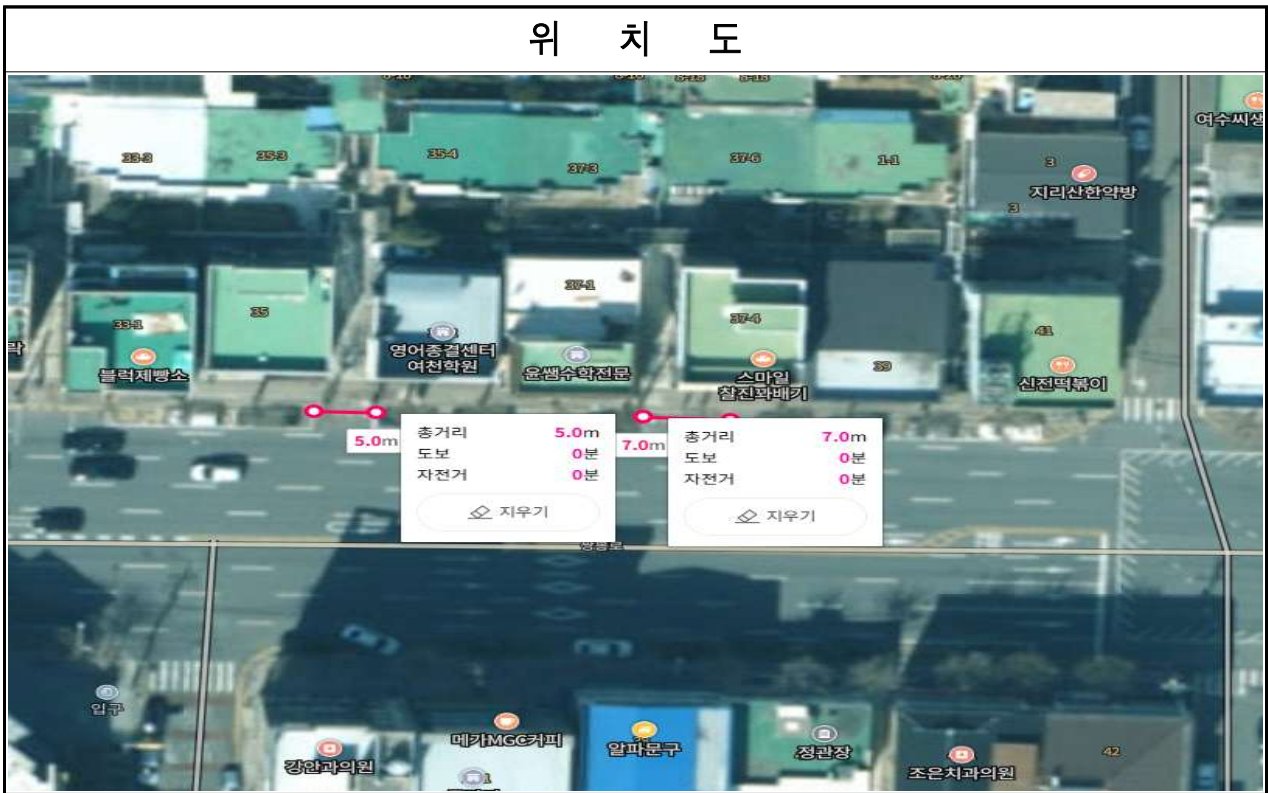 위 치 도
33-3
35-3
35-4
37-3
37-6
1-1
3
지리산한약방
3
여수씨생
33-1
블럭제빵소
35
영어종결센터
여천학원
37-1
윤쌤수학전문
37-4
스마일
찰진꽈배기
39
41
신전떡볶이
락
5.0m
총거리 5.0m
도보 0분
자전거 0분
지우기
7.0m
총거리 7.0m
도보 0분
자전거 0분
지우기
입구
강안과의원
메가MGC커피
알파문구
정관장
조은치과의원
42